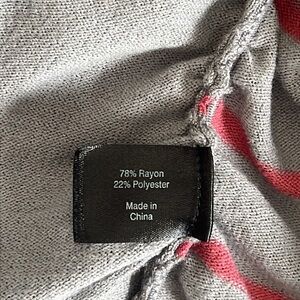 78% Rayon
22% Polyester
Made in
China